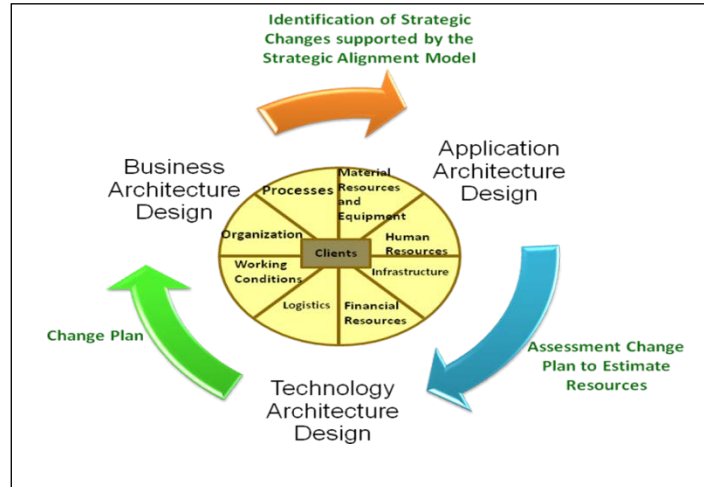 Identification of Strategic
Changes supported by the
Strategic Alignment Model
Business
Architecture
Design
Application
Architecture
Design
Processes
Material
Resources
and
Equipment
Organization
Human
Resources
Clients
Working
Conditions
Infrastructure
Logistics
Financial
Resources
Change Plan
Assessment Change
Plan to Estimate
Resources
Technology
Architecture
Design